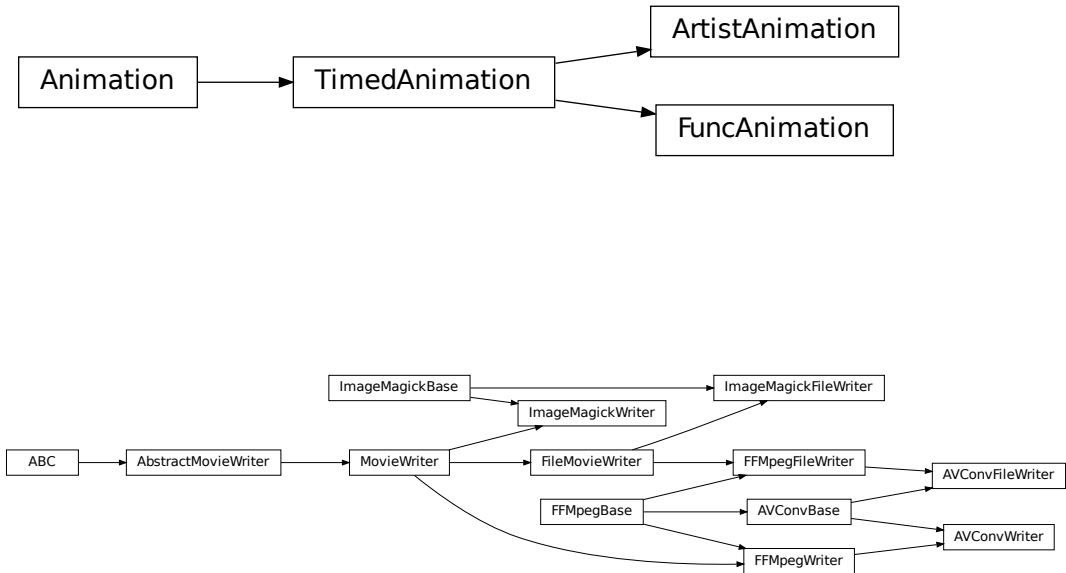 ArtistAnimation
Animation
TimedAnimation
FuncAnimation
ImageMagickBase
ImageMagickFileWriter
ImageMagickWriter
ABC
AbstractMovieWriter
MovieWriter
FileMovieWriter
FFMpegFileWriter
AVConvFileWriter
FFMpegBase
AVConvBase
AVConvWriter
FFMpegWriter